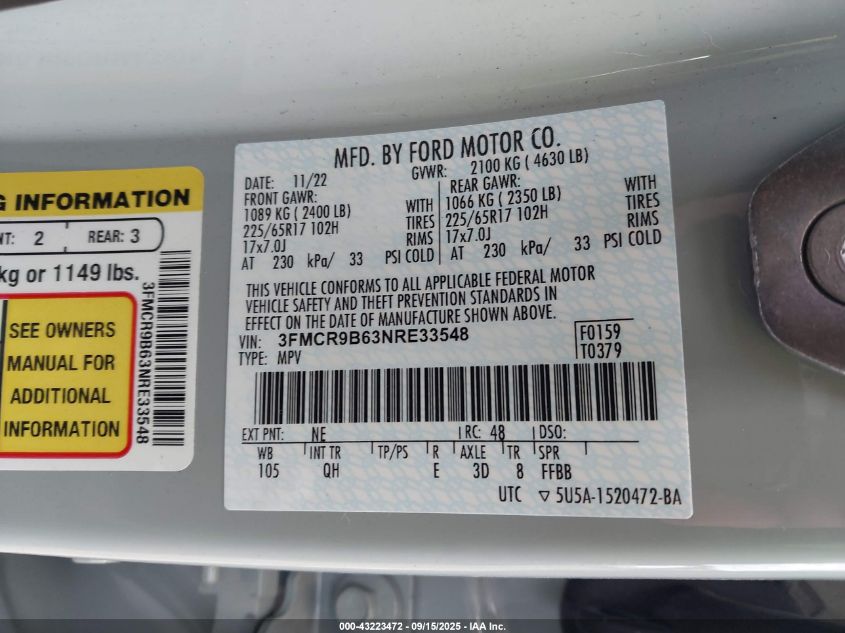 G INFORMATION
NT: 2 REAR: 3
kg or 1149 lbs.
SEE OWNERS
MANUAL FOR
ADDITIONAL
INFORMATION
3FMCR9B63NRE33548
MFD. BY FORD MOTOR CO.
DATE: 11/22 GVWR: 2100 KG ( 4630 LB)
FRONT GAWR: REAR GAWR:
1089 KG ( 2400 LB) WITH 1066 KG ( 2350 LB) WITH
225/65R17 102H TIRES 225/65R17 102H TIRES
17x7.0J RIMS 17x7.0J RIMS
AT 230 kPa/ 33 PSI COLD AT 230 kPa/ 33 PSI COLD
THIS VEHICLE CONFORMS TO ALL APPLICABLE FEDERAL MOTOR
VEHICLE SAFETY AND THEFT PREVENTION STANDARDS IN
EFFECT ON THE DATE OF MANUFACTURE SHOWN ABOVE.
VIN: 3FMCR9B63NRE33548 F0159
TYPE: MPV T0379
EXT PNT: NE RC: 48 DSO:
WB INT TR TP/PS R AXLE TR SPR
105 QH E 3D 8 FFBB
UTC ▽ 5U5A-1520472-BA
000-43223472 - 09/15/2025 - IAA Inc.